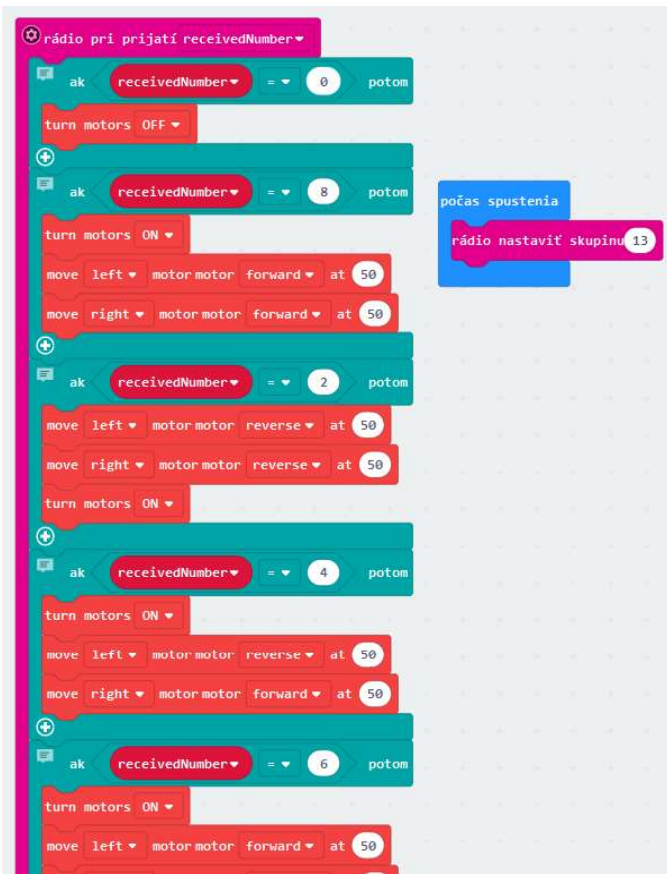 rádio pri prijatí receivedNumber
ak receivedNumber = 0 potom
turn motors OFF
ak receivedNumber = 8 potom
turn motors ON
move left motor motor forward at 50
move right motor motor forward at 50
ak receivedNumber = 2 potom
move left motor motor reverse at 50
move right motor motor reverse at 50
turn motors ON
ak receivedNumber = 4 potom
turn motors ON
move left motor motor reverse at 50
move right motor motor forward at 50
ak receivedNumber = 6 potom
turn motors ON
move left motor motor forward at 50
počas spustenia
rádio nastaviť skupinu 13